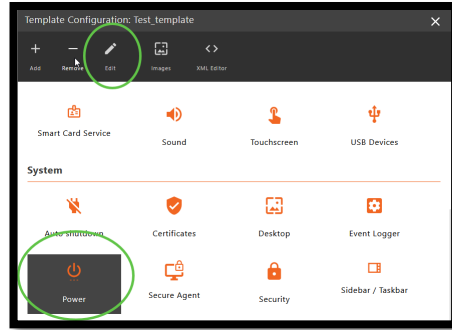 Template Configuration: Test_template
Add Remove Edit Images XML Editor
Smart Card Service Sound Touchscreen USB Devices
System
Auto shutdown Certificates Desktop Event Logger
Power Secure Agent Security Sidebar / Taskbar